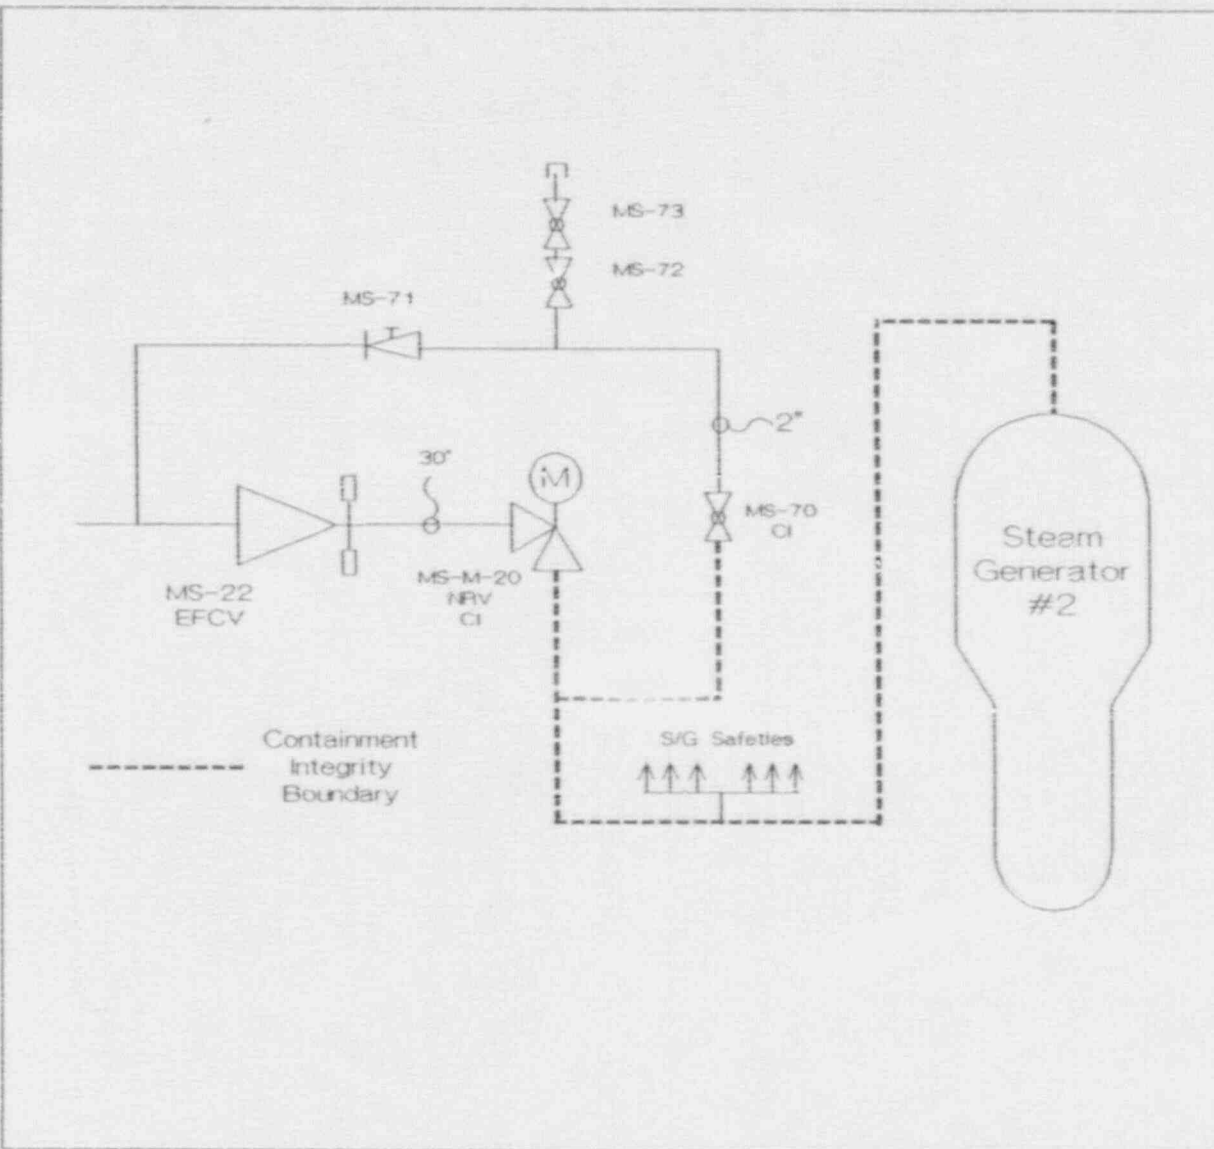 MS-73
MS-72
MS-71
2"
30"
M
MS-70
CI
Steam
Generator
#2
MS-22
EFCV
MS-M-20
NRV
CI
Containment
Integrity
Boundary
S/G Safeties